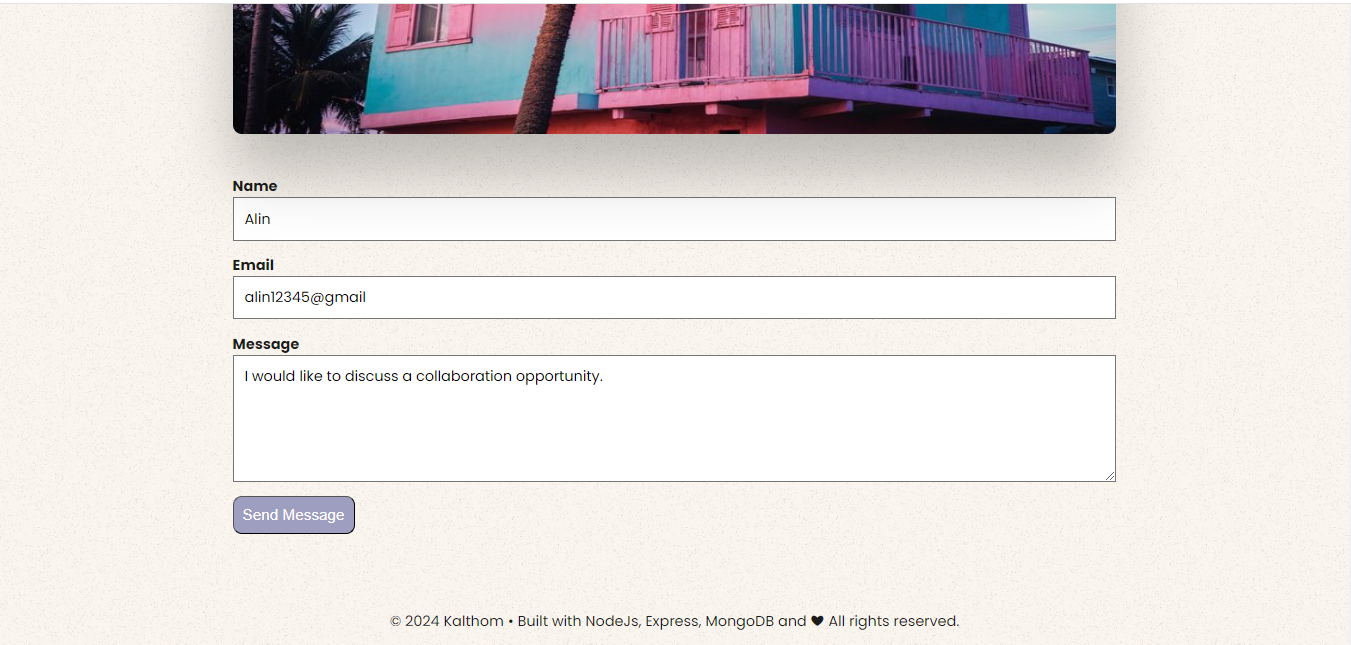 Name
Alin
Email
alin12345@gmail
Message
I would like to discuss a collaboration opportunity.
Send Message
© 2024 Kalthom • Built with NodeJs, Express, MongoDB and ♥ All rights reserved.